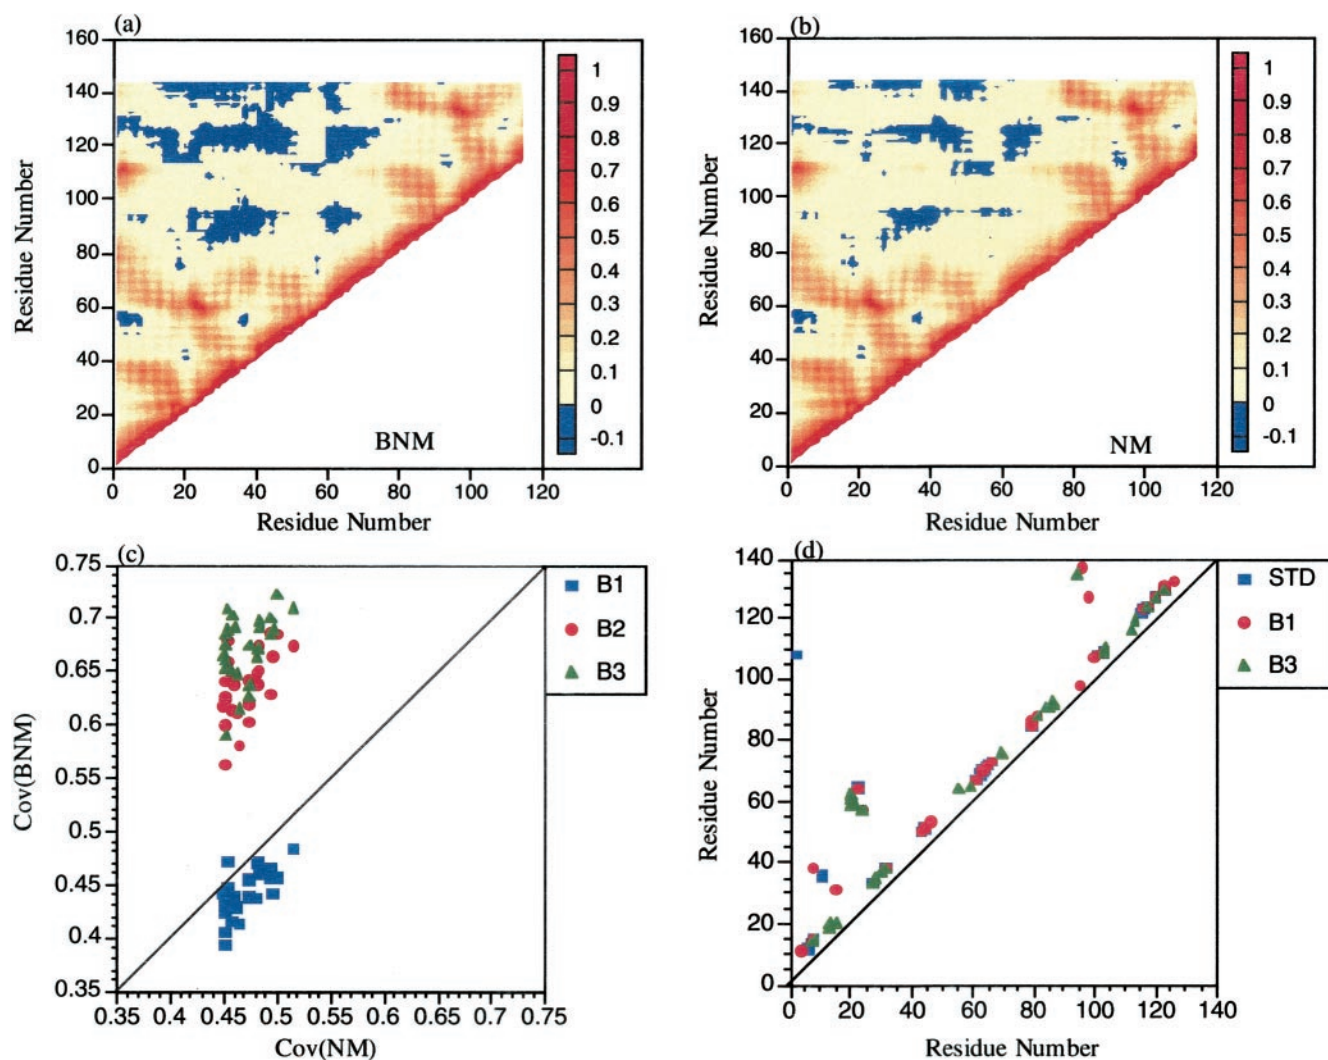 (a)
160
140
120
100
80
60
40
20
0
Residue Number
BNM
0 20 40 60 80 100 120
Residue Number
1
0.9
0.8
0.7
0.6
0.5
0.4
0.3
0.2
0.1
0
-0.1
(b)
160
140
120
100
80
60
40
20
0
Residue Number
NM
0 20 40 60 80 100 120
Residue Number
1
0.9
0.8
0.7
0.6
0.5
0.4
0.3
0.2
0.1
0
-0.1
(c)
0.75
0.7
0.65
0.6
0.55
0.5
0.45
0.4
0.35
Cov(BNM)
0.35 0.4 0.45 0.5 0.55 0.6 0.65 0.7 0.75
Cov(NM)
B1
B2
B3
(d)
140
120
100
80
60
40
20
0
Residue Number
0 20 40 60 80 100 120 140
Residue Number
STD
B1
B3